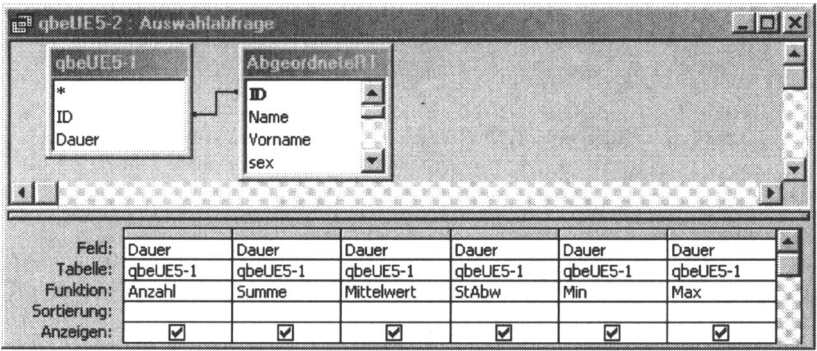 qbeUE5-2 : Auswahlabfrage
qbeUE5-1
*
ID
Dauer
AbgeordneteR1
ID
Name
Vorname
sex
Feld: Dauer Dauer Dauer Dauer Dauer Dauer
Tabelle: qbeUE5-1 qbeUE5-1 qbeUE5-1 qbeUE5-1 qbeUE5-1 qbeUE5-1
Funktion: Anzahl Summe Mittelwert StAbw Min Max
Sortierung:
Anzeigen: